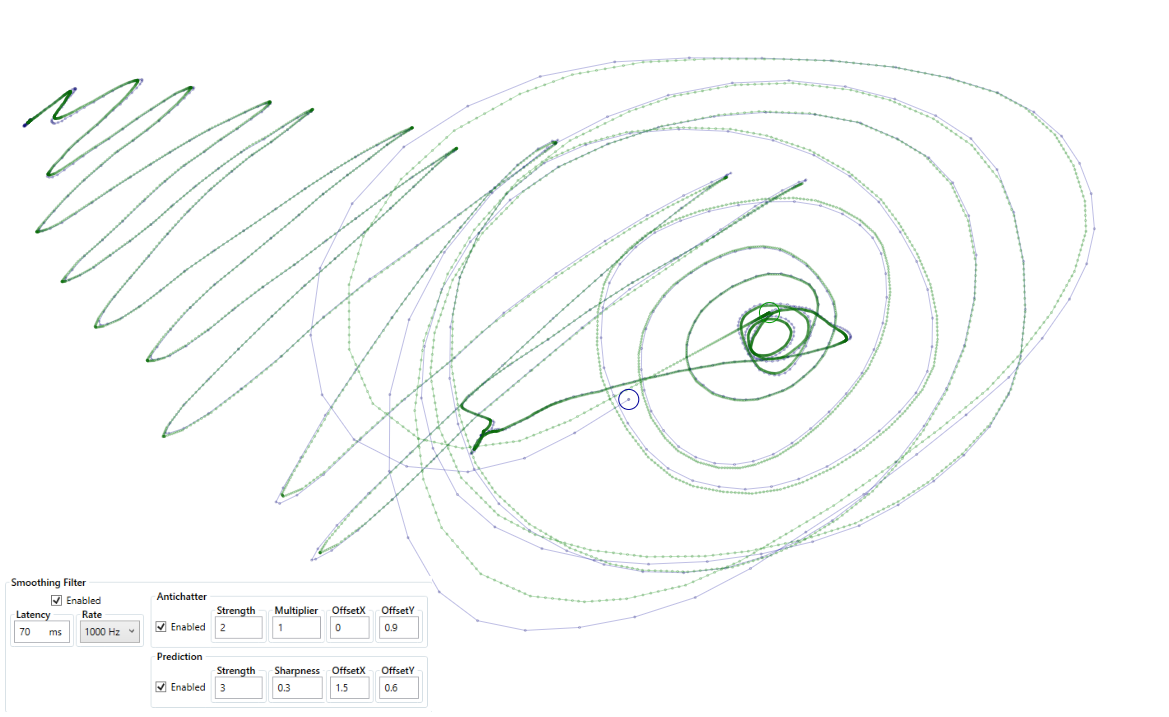 Smoothing Filter
Enabled
Latency Rate
70 ms 1000 Hz
Antichatter
Strength Multiplier OffsetX OffsetY
Enabled 2 1 0 0.9
Prediction
Strength Sharpness OffsetX OffsetY
Enabled 3 0.3 1.5 0.6